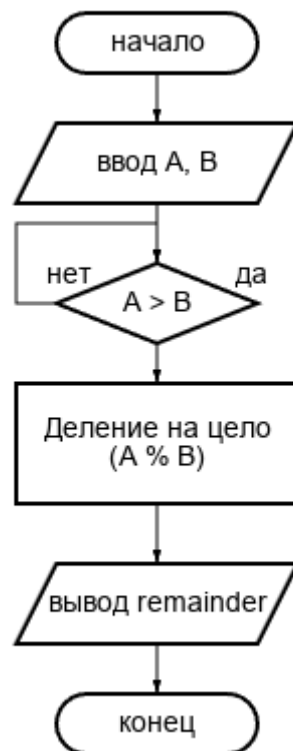 начало
ввод A, B
нет
да
A > B
Деление на цело
(A % B)
вывод remainder
конец